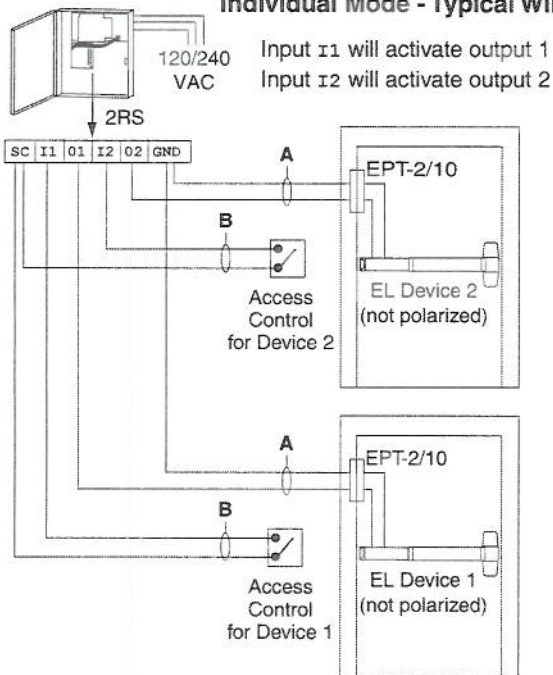 Individual Mode - Typical Wi
120/240
VAC
Input I1 will activate output 1
Input I2 will activate output 2
2RS
SC I1 01 I2 02 GND
A
EPT-2/10
B
Access
Control
for Device 2
EL Device 2
(not polarized)
A
EPT-2/10
B
Access
Control
for Device 1
EL Device 1
(not polarized)